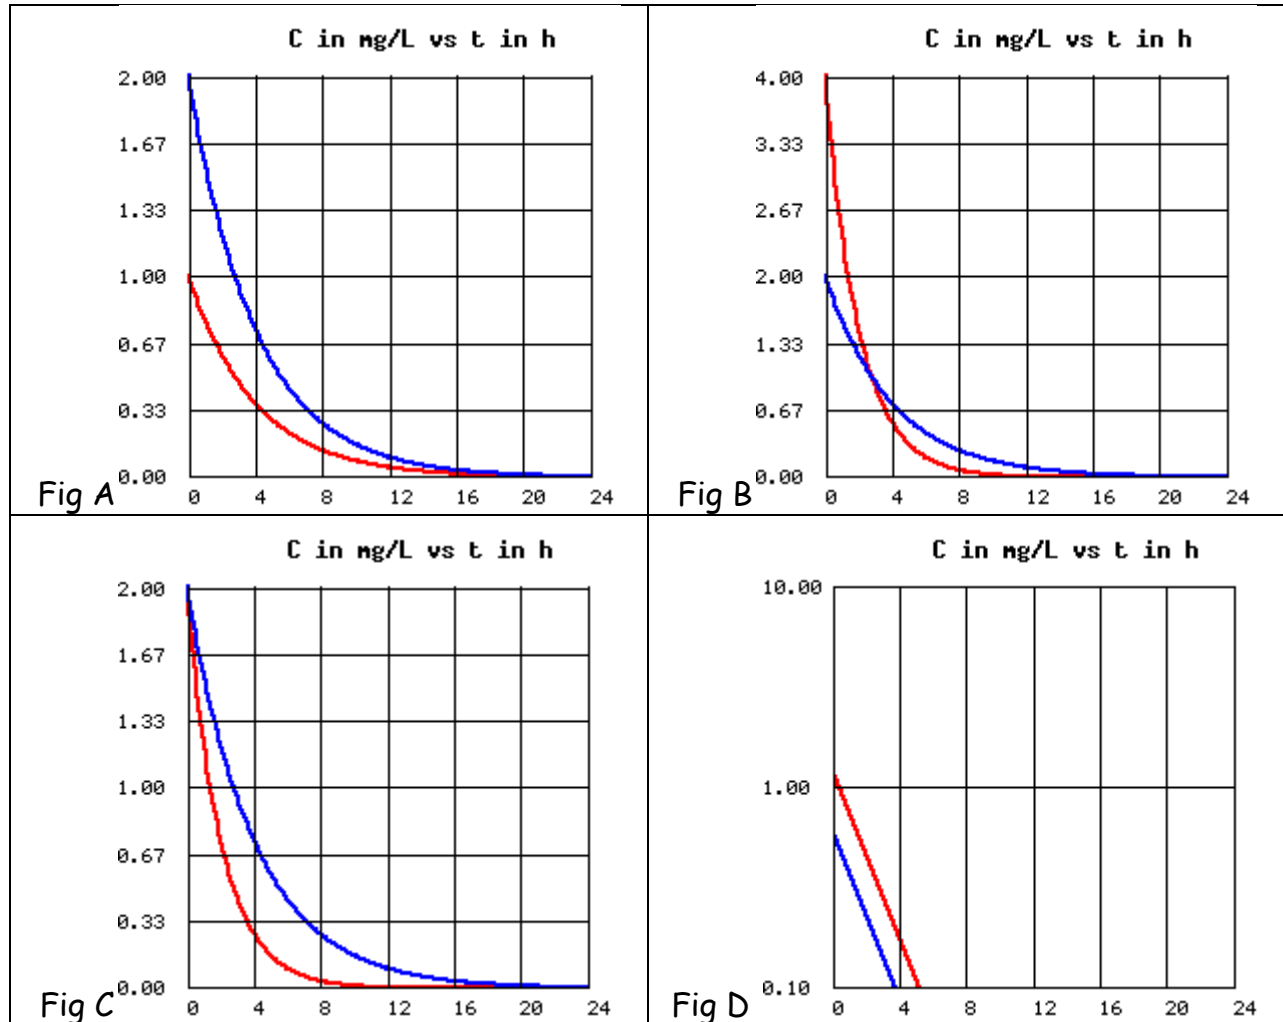 C in mg/L vs t in h
2.00
1.67
1.33
1.00
0.67
0.33
0.00
0 4 8 12 16 20 24
Fig A
C in mg/L vs t in h
4.00
3.33
2.67
2.00
1.33
0.67
0.00
0 4 8 12 16 20 24
Fig B
C in mg/L vs t in h
2.00
1.67
1.33
1.00
0.67
0.33
0.00
0 4 8 12 16 20 24
Fig C
C in mg/L vs t in h
10.00
1.00
0.10
0 4 8 12 16 20 24
Fig D